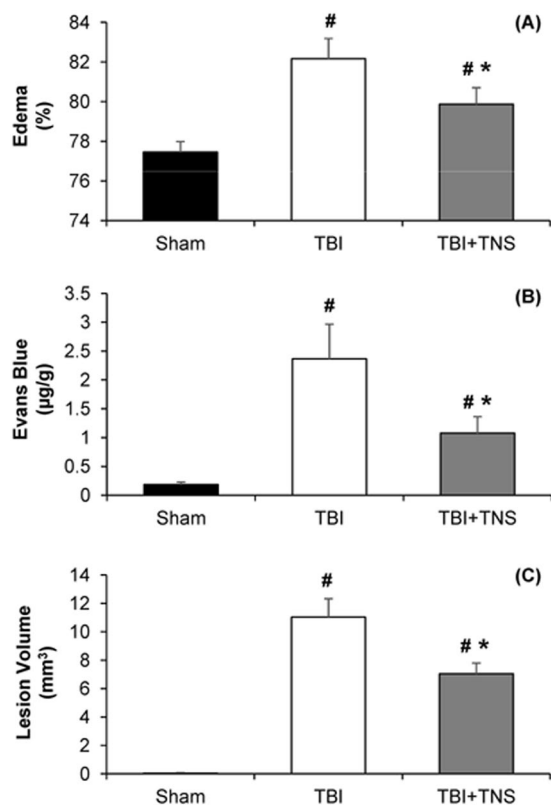 (A)
Edema
(%)
84
82
80
78
76
74
#
# *
Sham
TBI
TBI+TNS
(B)
Evans Blue
(µg/g)
3.5
3
2.5
2
1.5
1
0.5
0
#
# *
Sham
TBI
TBI+TNS
(C)
Lesion Volume
(mm³)
14
12
10
8
6
4
2
0
#
# *
Sham
TBI
TBI+TNS